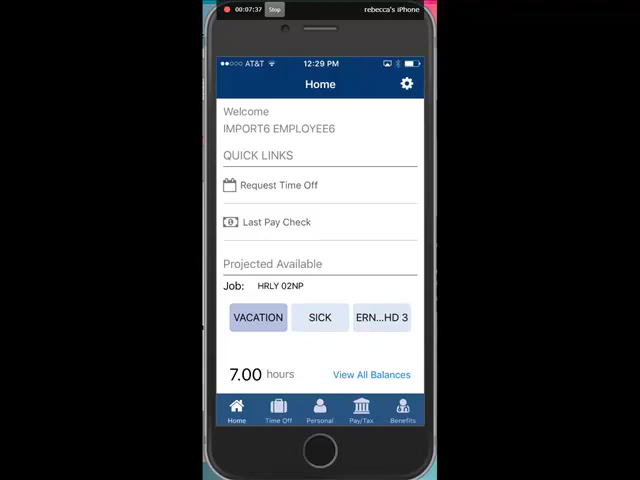 00:07:37 Stop rebecca's iPhone
AT&T 12:29 PM
Home
Welcome
IMPORT6 EMPLOYEE6
QUICK LINKS
Request Time Off
Last Pay Check
Projected Available
Job: HRLY 02NP
VACATION SICK ERN...HD 3
7.00 hours View All Balances
Home Time Off Personal Pay/Tax Benefits